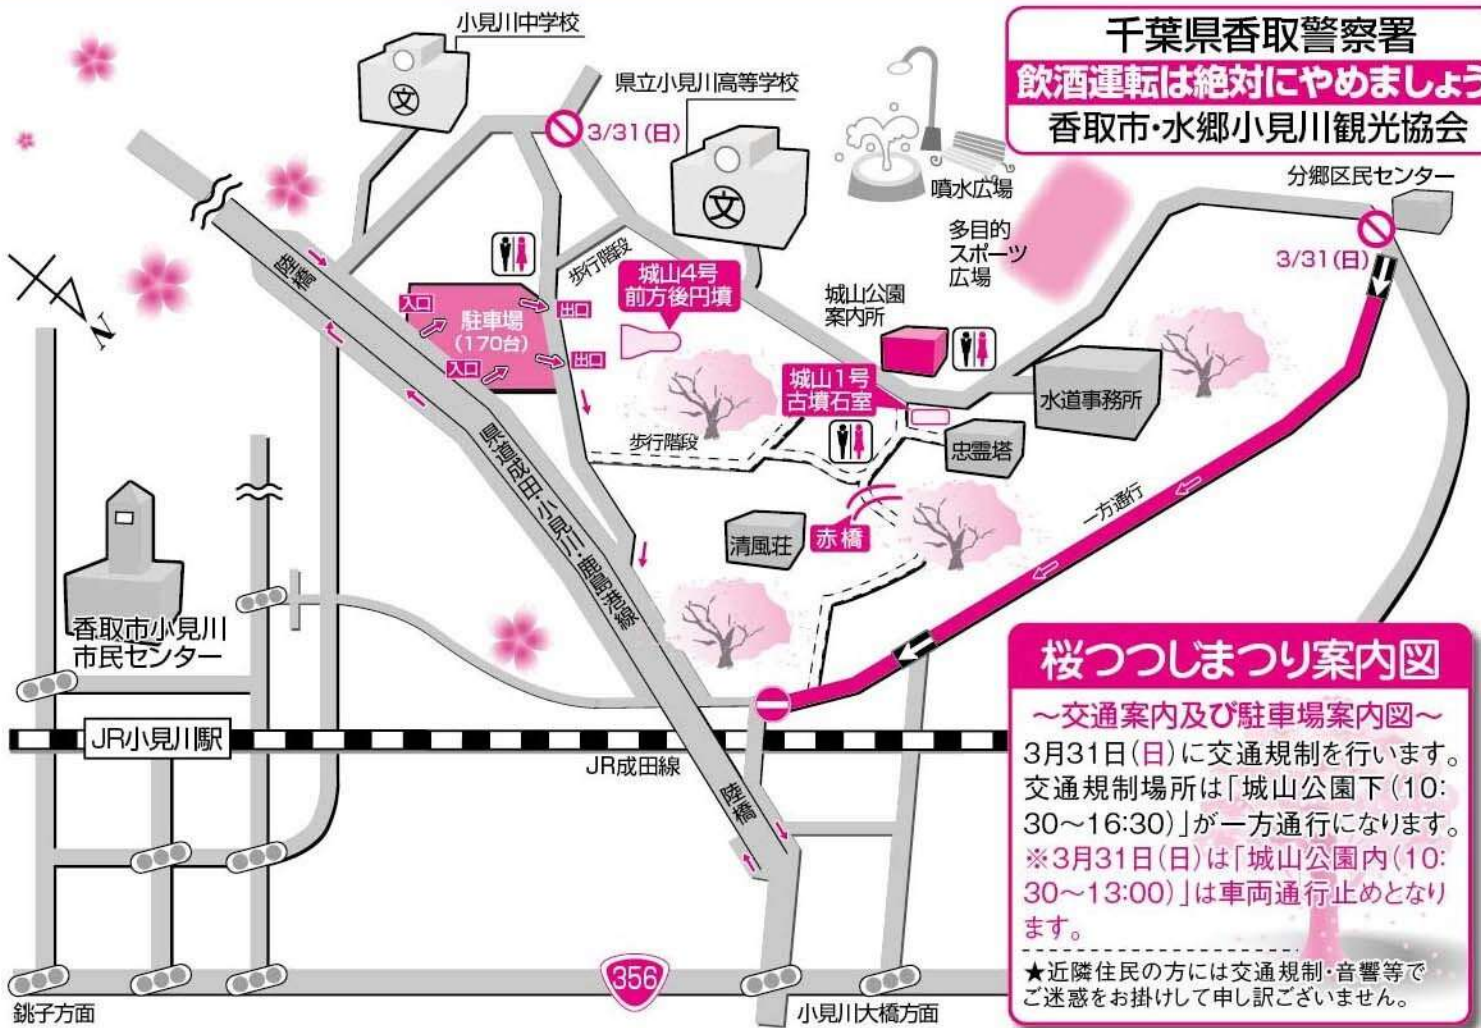 小見川中学校
千葉県香取警察署
飲酒運転は絶対にやめましょう
香取市・水郷小見川観光協会
県立小見川高等学校
3/31(日)
噴水広場
分郷区民センター
多目的
スポーツ
広場
3/31(日)
陸橋
歩行階段
城山4号
前方後円墳
城山公園
案内所
入口
駐車場
(170台)
出口
入口
出口
N
城山1号
古墳石室
水道事務所
歩行階段
忠霊塔
県道成田・小見川・鹿島港線
清風荘
赤橋
一方通行
香取市小見川
市民センター
文
文
JR小見川駅
JR成田線
陸橋
356
銚子方面
小見川大橋方面
桜つつじまつり案内図
～交通案内及び駐車場案内図～
3月31日(日)に交通規制を行います。
交通規制場所は「城山公園下(10:
30～16:30)」が一方通行になります。
※3月31日(日)は「城山公園内(10:
30～13:00)」は車両通行止めとなり
ます。
★近隣住民の方には交通規制・音響等で
ご迷惑をお掛けして申し訳ございません。